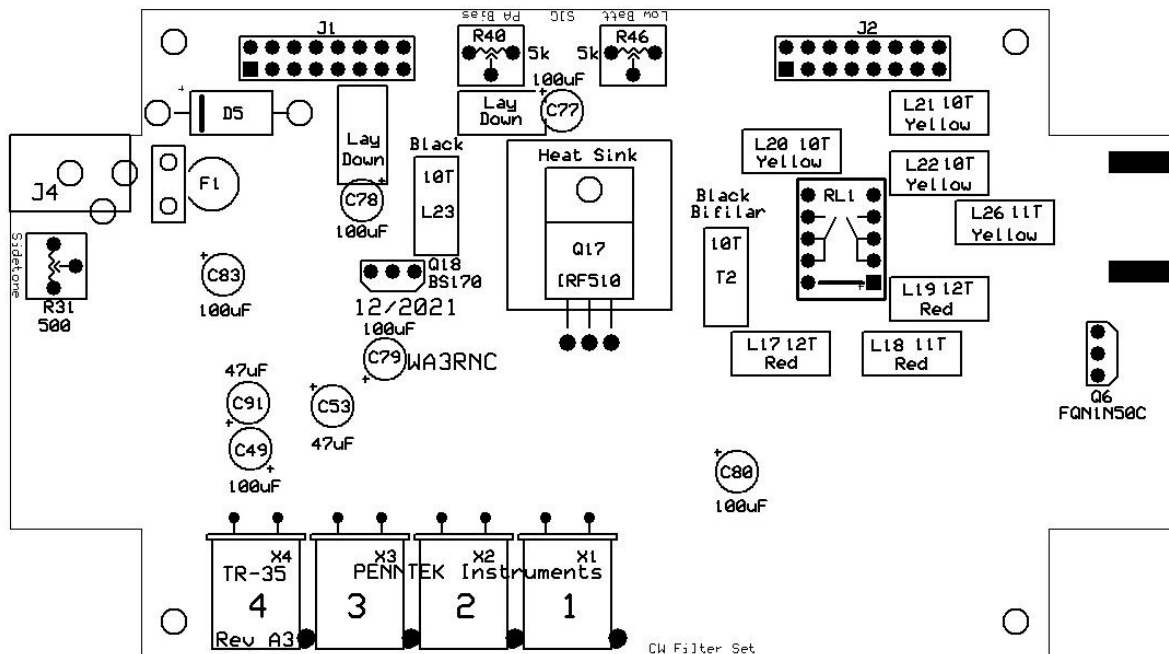 PA Bias
SIG
Low Batt
J1
R40
5k
5k
R46
J2
100uF
D5
Lay
Down
C77
L21 10T
Yellow
Lay
Down
Black
10T
L23
Heat Sink
L20 10T
Yellow
L22 10T
Yellow
J4
F1
C78
100uF
Black
Bifilar
RL1
L26 11T
Yellow
Sidetone
R31
500
C83
100uF
Q18
BS170
Q17
IRF510
10T
T2
L19 12T
Red
12/2021
100uF
C79
WA3RNC
L17 12T
Red
L18 11T
Red
47uF
C91
C53
47uF
C49
100uF
Q6
FQN1N50C
C80
100uF
X4
X3
X2
X1
TR-35
PENNTEK Instruments
4
3
2
1
Rev A3
CW Filter Set